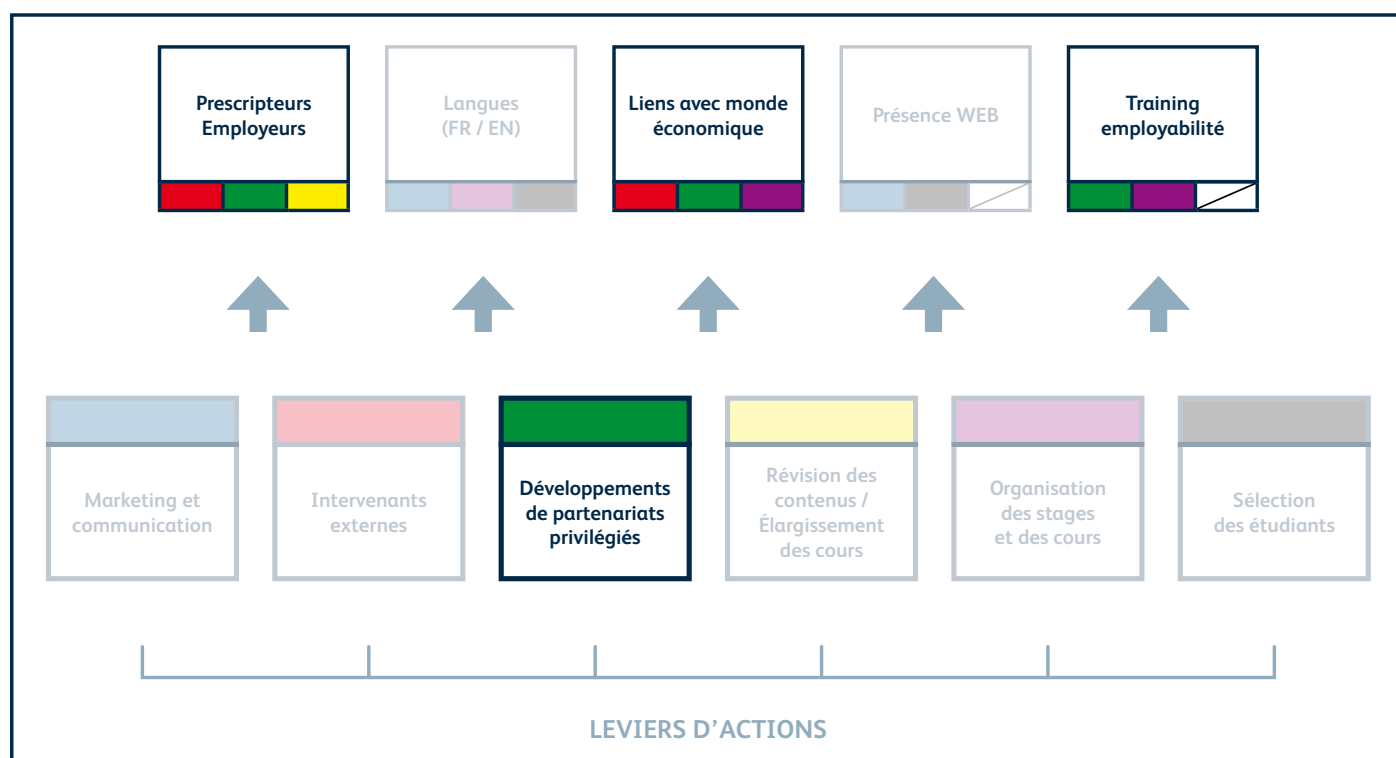 Prescripteurs
Employeurs
Langues
(FR / EN)
Liens avec monde
économique
Présence WEB
Training
employabilité
Marketing et
communication
Intervenants
externes
Développements
de partenariats
privilégiés
Révision des
contenus /
Élargissement
des cours
Organisation
des stages
et des cours
Sélection
des étudiants
LEVIERS D’ACTIONS